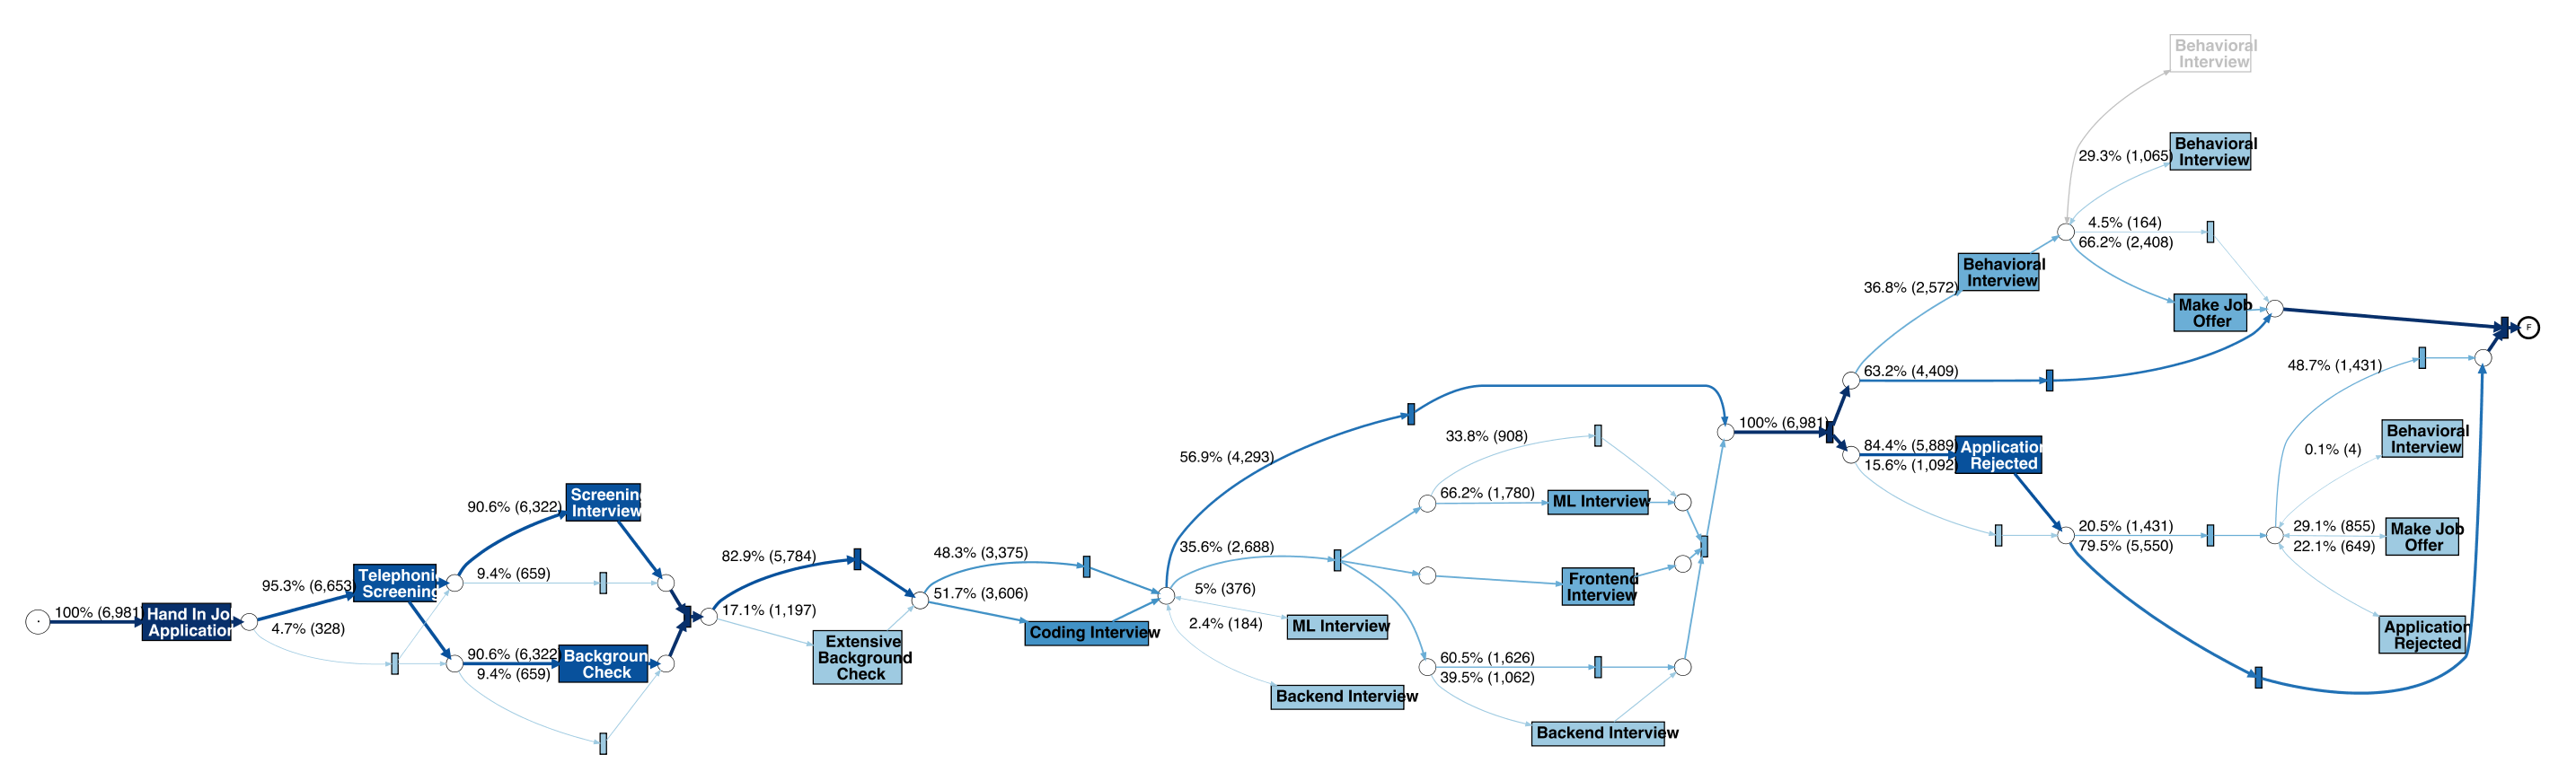 100% (6,981)
Hand In Jo
Application
95.3% (6,653)
4.7% (328)
Telephoni
Screening
90.6% (6,322)
9.4% (659)
Screenin
Interview
90.6% (6,322)
9.4% (659)
Backgroun
Check
82.9% (5,784)
17.1% (1,197)
Extensive
Background
Check
48.3% (3,375)
51.7% (3,606)
Coding Interview
56.9% (4,293)
35.6% (2,688)
5% (376)
2.4% (184)
ML Interview
Backend Interview
33.8% (908)
66.2% (1,780)
ML Interview
Frontend
Interview
60.5% (1,626)
39.5% (1,062)
Backend Interview
100% (6,981)
36.8% (2,572)
63.2% (4,409)
84.4% (5,889)
15.6% (1,092)
Behavioral
Interview
Application
Rejected
Behavioral
Interview
29.3% (1,065)
Behavioral
Interview
4.5% (164)
66.2% (2,408)
Make Job
Offer
20.5% (1,431)
79.5% (5,550)
48.7% (1,431)
0.1% (4)
Behavioral
Interview
29.1% (855)
22.1% (649)
Make Job
Offer
Application
Rejected
F